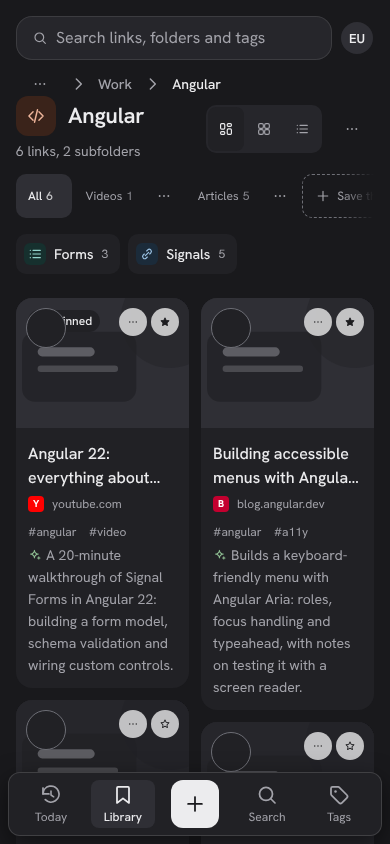 Search links, folders and tags
EU
... > Work > Angular
Angular
6 links, 2 subfolders
All 6 Videos 1 ... Articles 5 ... + Save
Forms 3 Signals 5
inned
Angular 22:
everything about...
youtube.com
#angular #video
A 20-minute
walkthrough of Signal
Forms in Angular 22:
building a form model,
schema validation and
wiring custom controls.
Building accessible
menus with Angula...
B blog.angular.dev
#angular #a11y
Builds a keyboard-
friendly menu with
Angular Aria: roles,
focus handling and
typeahead, with notes
on testing it with a
screen reader.
Today Library + Search Tags